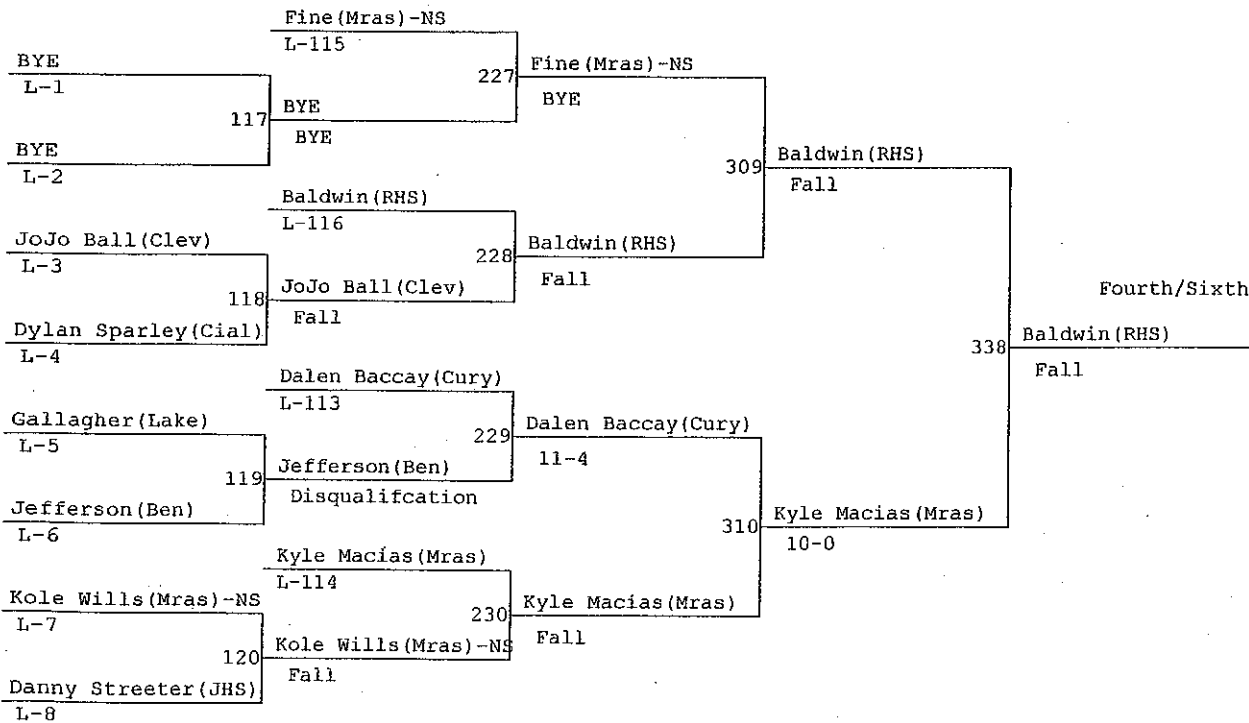 Fine(Mras)-NS
L-115
BYE
L-1
227
Fine(Mras)-NS
BYE
117
BYE
BYE
BYE
L-2
309
Baldwin(RHS)
Fall
Baldwin(RHS)
L-116
JoJo Ball(Clev)
L-3
228
Baldwin(RHS)
Fall
118
JoJo Ball(Clev)
Fall
Fourth/Sixth
Dylan Sparley(Cial)
L-4
338
Baldwin(RHS)
Fall
Dalen Baccay(Cury)
L-113
Gallagher(Lake)
L-5
229
Dalen Baccay(Cury)
11-4
119
Jefferson(Ben)
Disqualifcation
Jefferson(Ben)
L-6
310
Kyle Macias(Mras)
10-0
Kyle Macias(Mras)
L-114
Kole Wills(Mras)-NS
L-7
230
Kyle Macias(Mras)
Fall
120
Kole Wills(Mras)-NS
Fall
Danny Streeter(JHS)
L-8